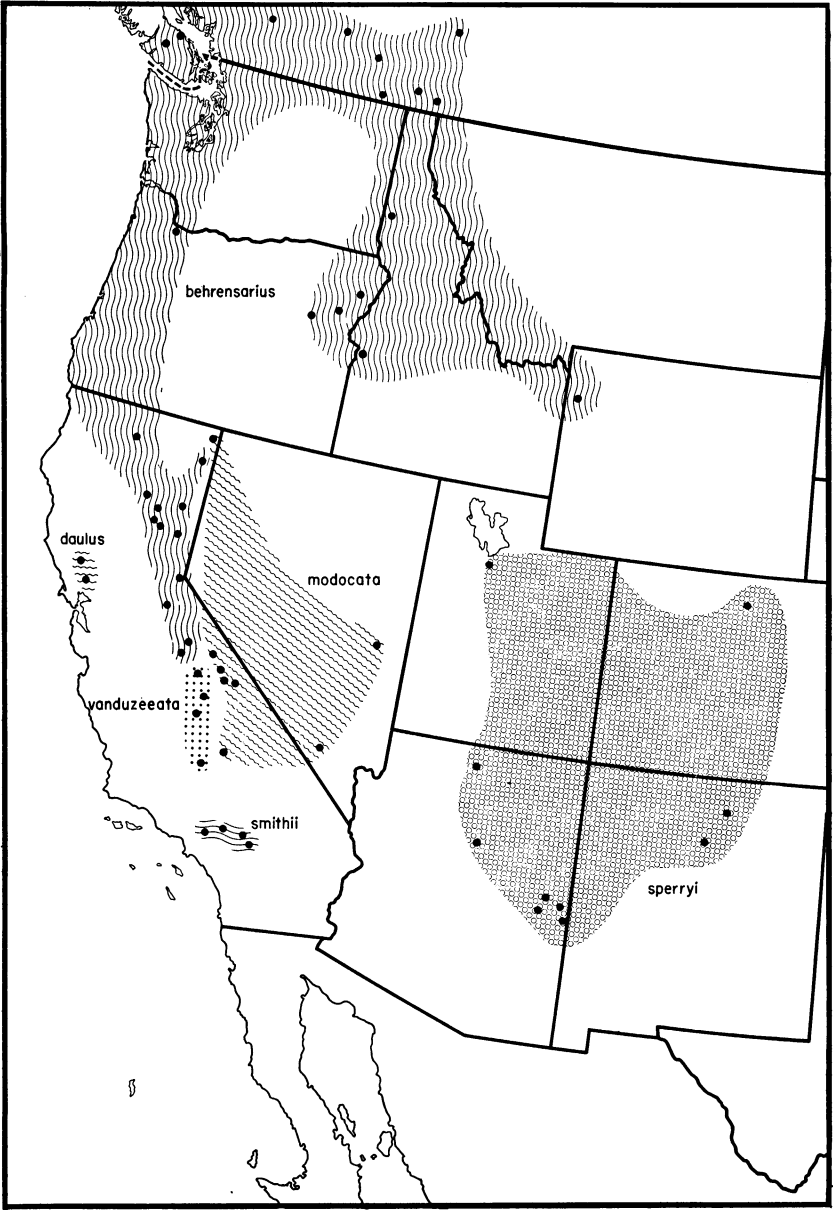 behrensarius
daulus
modocata
vanduzeeata
smithii
sperryi